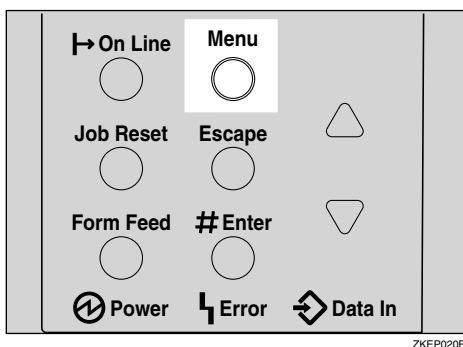 On Line Menu
Job Reset Escape
Form Feed # Enter
Power Error Data In
ZKEP020E